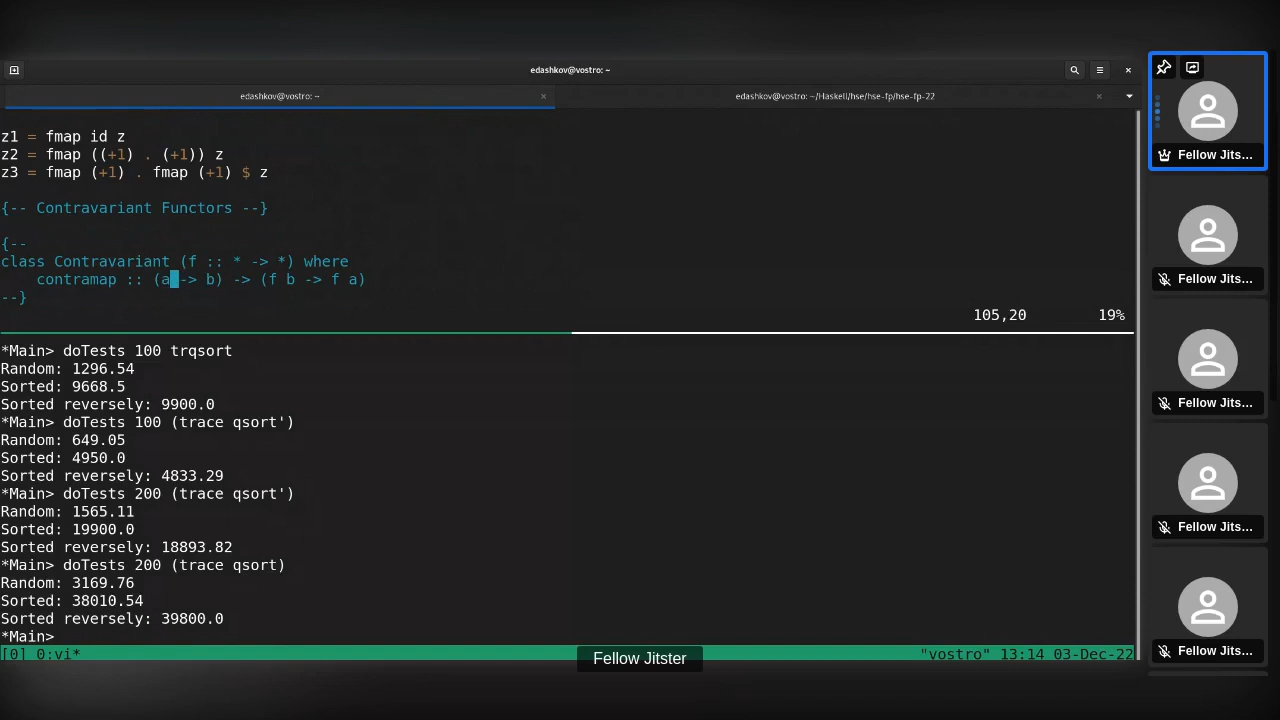 edashkov@vostro: ~
edashkov@vostro: ~
edashkov@vostro: ~/Haskell/hse/hse-fp/hse-fp-22
z1 = fmap id z
z2 = fmap ((+1) . (+1)) z
z3 = fmap (+1) . fmap (+1) $ z
{-- Contravariant Functors --}
{--
class Contravariant (f :: * -> *) where
    contramap :: (a -> b) -> (f b -> f a)
--}
105,20 19%
*Main> doTests 100 trqsort
Random: 1296.54
Sorted: 9668.5
Sorted reversely: 9900.0
*Main> doTests 100 (trace qsort')
Random: 649.05
Sorted: 4950.0
Sorted reversely: 4833.29
*Main> doTests 200 (trace qsort')
Random: 1565.11
Sorted: 19900.0
Sorted reversely: 18893.82
*Main> doTests 200 (trace qsort)
Random: 3169.76
Sorted: 38010.54
Sorted reversely: 39800.0
*Main>
[0] 0:vi* "vostro" 13:14 03-Dec-22
Fellow Jitster
Fellow Jits...
Fellow Jits...
Fellow Jits...
Fellow Jits...
Fellow Jits...